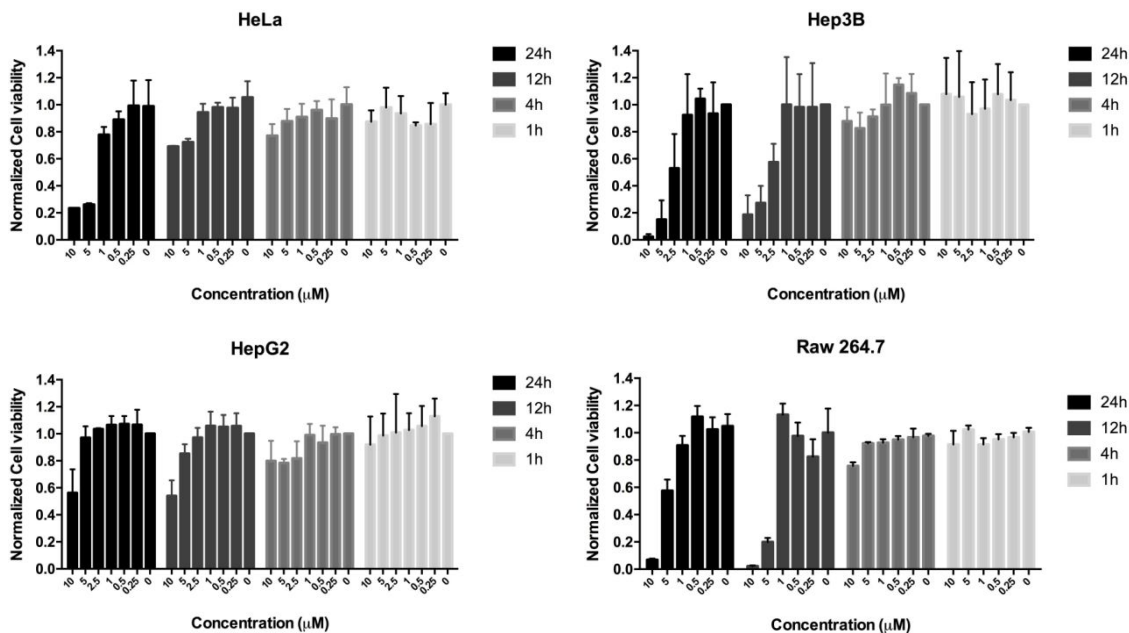 HeLa
Normalized Cell viability
1.4
1.2
1.0
0.8
0.6
0.4
0.2
0.0
10 5 1 0.5 0.25 0 10 5 1 0.5 0.25 0 10 5 1 0.5 0.25 0 10 5 1 0.5 0.25 0
Concentration (μM)
24h
12h
4h
1h
Hep3B
Normalized Cell viability
1.4
1.2
1.0
0.8
0.6
0.4
0.2
0.0
10 5 2.5 1 0.5 0.25 0 10 5 2.5 1 0.5 0.25 0 10 5 2.5 1 0.5 0.25 0 10 5 2.5 1 0.5 0.25 0
Concentration (μM)
24h
12h
4h
1h
HepG2
Normalized Cell viability
1.4
1.2
1.0
0.8
0.6
0.4
0.2
0.0
10 5 2.5 1 0.5 0.25 0 10 5 2.5 1 0.5 0.25 0 10 5 2.5 1 0.5 0.25 0 10 5 2.5 1 0.5 0.25 0
Concentration (μM)
24h
12h
4h
1h
Raw 264.7
Normalized Cell viability
1.4
1.2
1.0
0.8
0.6
0.4
0.2
0.0
10 5 1 0.5 0.25 0 10 5 1 0.5 0.25 0 10 5 1 0.5 0.25 0 10 5 1 0.5 0.25 0
Concentration (μM)
24h
12h
4h
1h